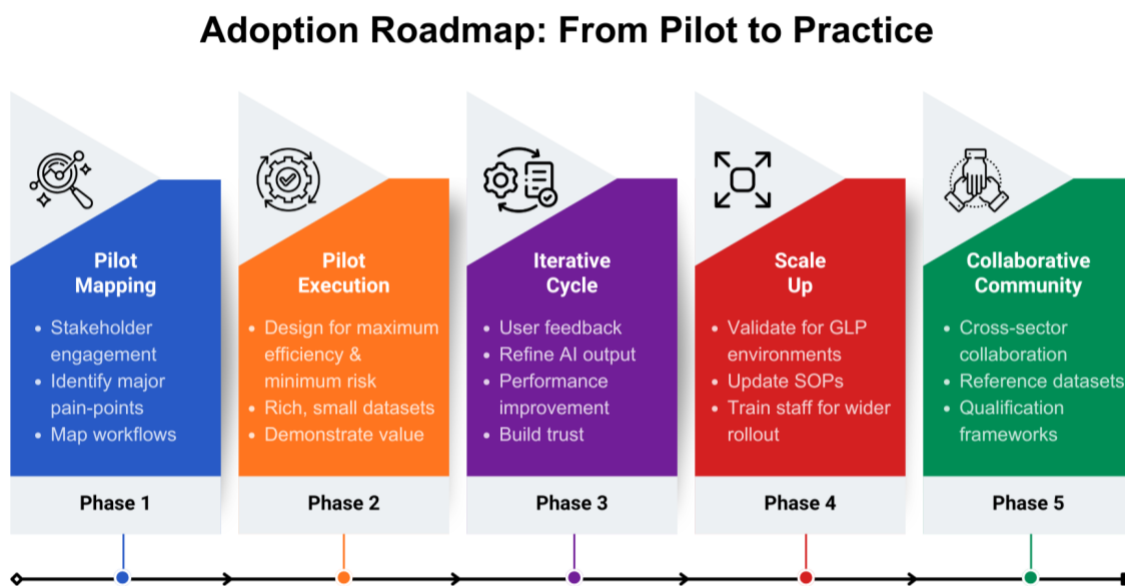 Adoption Roadmap: From Pilot to Practice
Pilot
Mapping
• Stakeholder
engagement
• Identify major
pain-points
• Map workflows
Phase 1
Pilot
Execution
• Design for maximum
efficiency &
minimum risk
• Rich, small datasets
• Demonstrate value
Phase 2
Iterative
Cycle
• User feedback
• Refine AI output
• Performance
improvement
• Build trust
Phase 3
Scale
Up
• Validate for GLP
environments
• Update SOPs
• Train staff for wider
rollout
Phase 4
Collaborative
Community
• Cross-sector
collaboration
• Reference datasets
• Qualification
frameworks
Phase 5